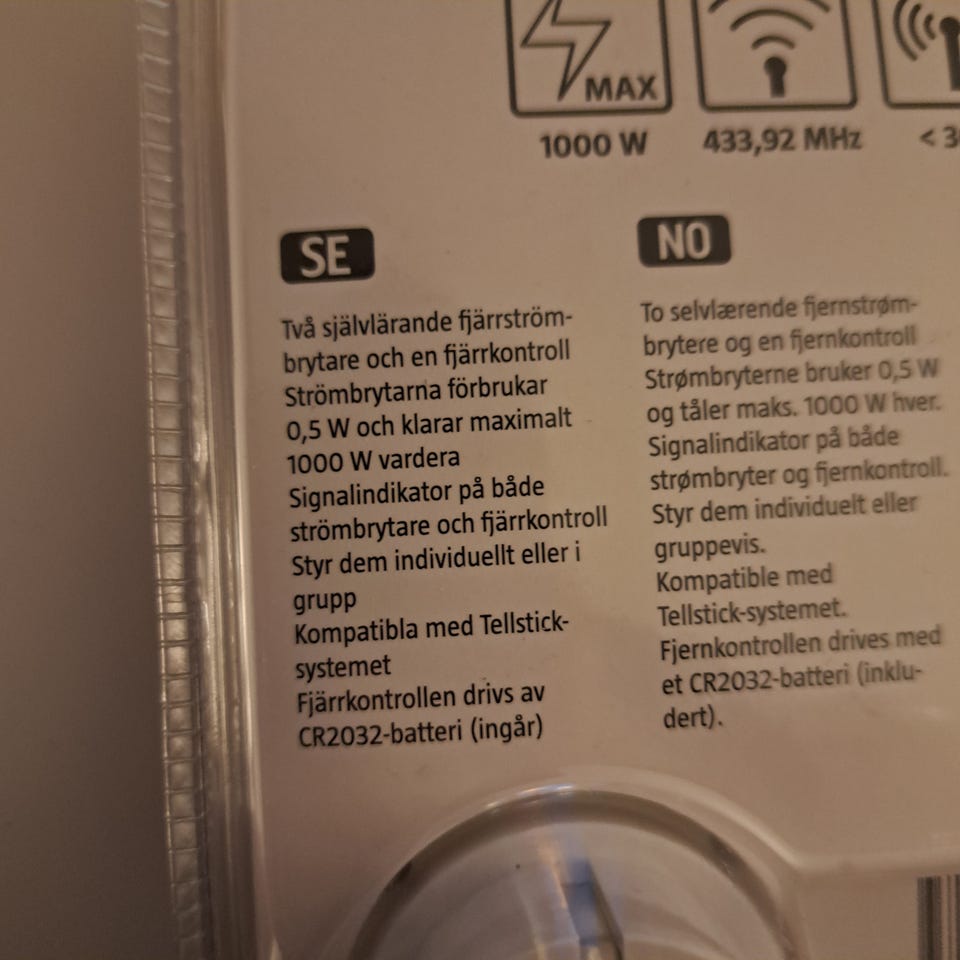 MAX
1000 W
433,92 MHz
SE
Två självlärande fjärrström-
brytare och en fjärrkontroll
Strömbrytarna förbrukar
0,5 W och klarar maximalt
1000 W vardera
Signalindikator på både
strömbrytare och fjärrkontroll
Styr dem individuellt eller i
grupp
Kompatibla med Tellstick-
systemet
Fjärrkontrollen drivs av
CR2032-batteri (ingår)
NO
To selvlærende fjernstrøm-
brytere og en fjernkontroll
Strømbryterne bruker 0,5 W
og tåler maks. 1000 W hver.
Signalindikator på både
strømbryter og fjernkontroll.
Styr dem individuelt eller
gruppevis.
Kompatible med
Tellstick-systemet.
Fjernkontrollen drives med
et CR2032-batteri (inklu-
dert).